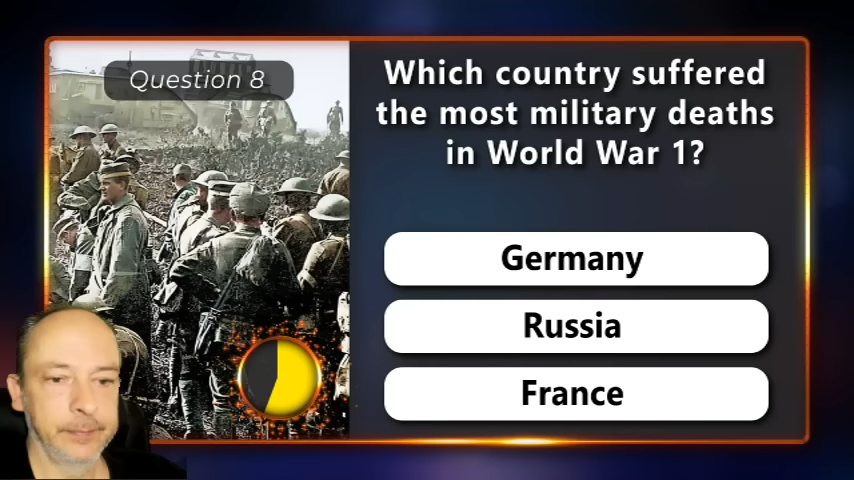 Question 8
Which country suffered
the most military deaths
in World War 1?
Germany
Russia
France